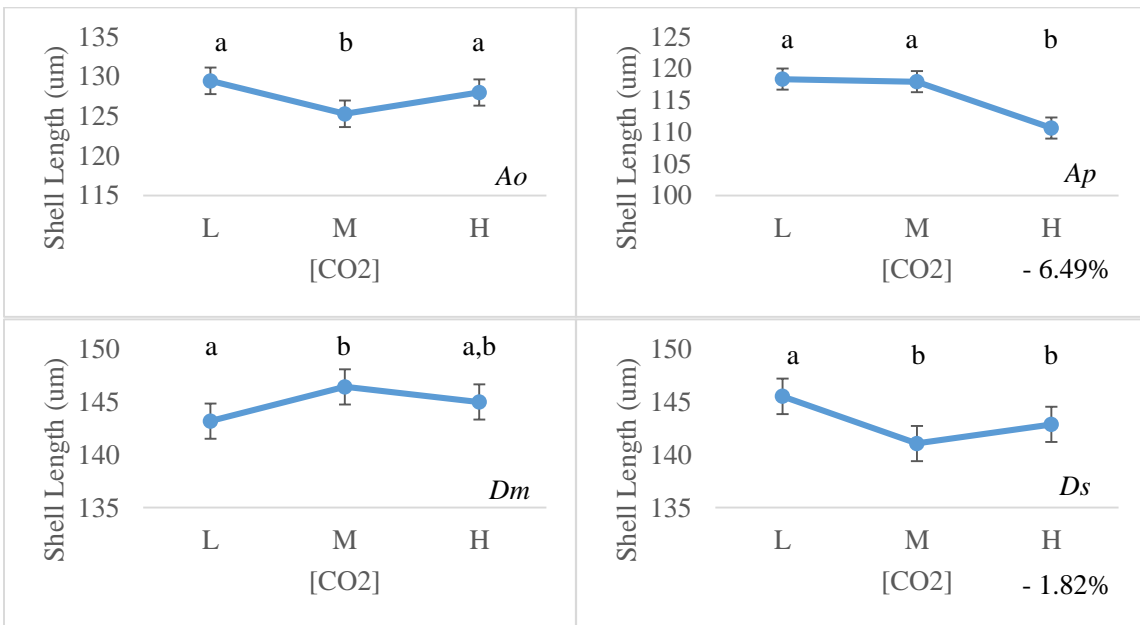 135
130
125
120
115
Shell Length (um)
a b a
Ao
L M H
[CO2]
125
120
115
110
105
100
Shell Length (um)
a a b
Ap
L M H
[CO2] - 6.49%
150
145
140
135
Shell Length (um)
a b a,b
Dm
L M H
[CO2]
150
145
140
135
Shell Length (um)
a b b
Ds
L M H
[CO2] - 1.82%